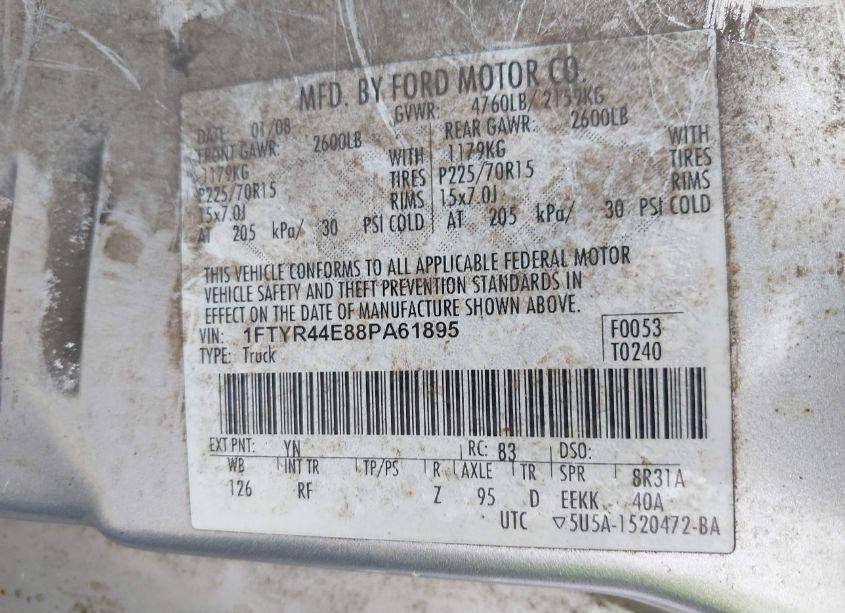 MFD. BY FORD MOTOR CO.
DATE: 01/08 GVWR: 4760LB/ 2159KG
FRONT GAWR: 2600LB REAR GAWR: 2600LB
1179KG WITH 1179KG WITH
P225/70R15 TIRES P225/70R15 TIRES
15x7.0J RIMS 15x7.0J RIMS
AT 205 kPa/ 30 PSI COLD AT 205 kPa/ 30 PSI COLD
THIS VEHICLE CONFORMS TO ALL APPLICABLE FEDERAL MOTOR
VEHICLE SAFETY AND THEFT PREVENTION STANDARDS IN
EFFECT ON THE DATE OF MANUFACTURE SHOWN ABOVE.
VIN: 1FTYR44E88PA61895 F0053
TYPE: Truck T0240
EXT PNT: YN RC: 83 DSO:
WB INT TR TP/PS R AXLE TR SPR 8R31A
126 RF Z 95 D EEKK 40A
UTC ▽5U5A-1520472-BA